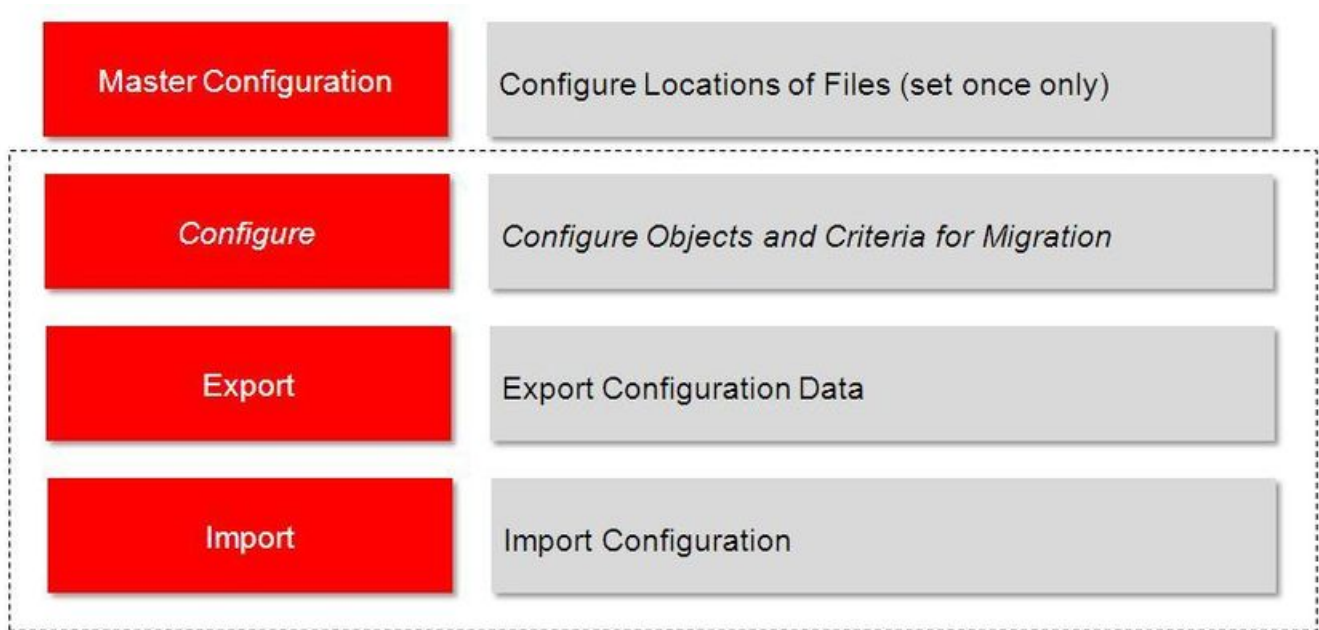 Master Configuration
Configure Locations of Files (set once only)
Configure
Configure Objects and Criteria for Migration
Export
Export Configuration Data
Import
Import Configuration